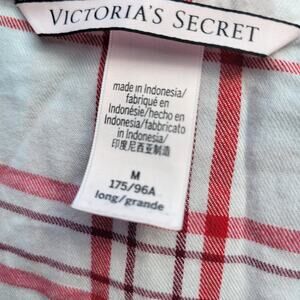 VICTORIA'S SECRET
made in Indonesia/
fabriqué en
Indonésie/hecho en
Indonesia/fabbricato
in Indonesia/
印度尼西亚制造
M
175/96A
long/grande